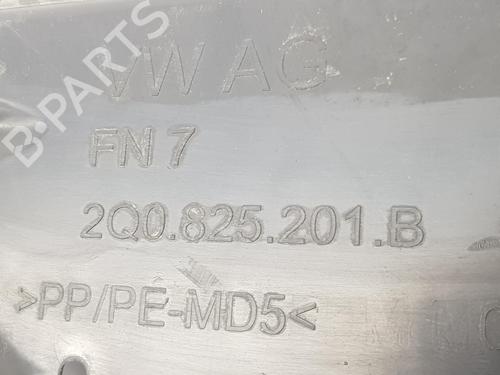 VW AG
FN 7
2Q0.825.201.B
>PP/PE-MD5<
B-PARTS